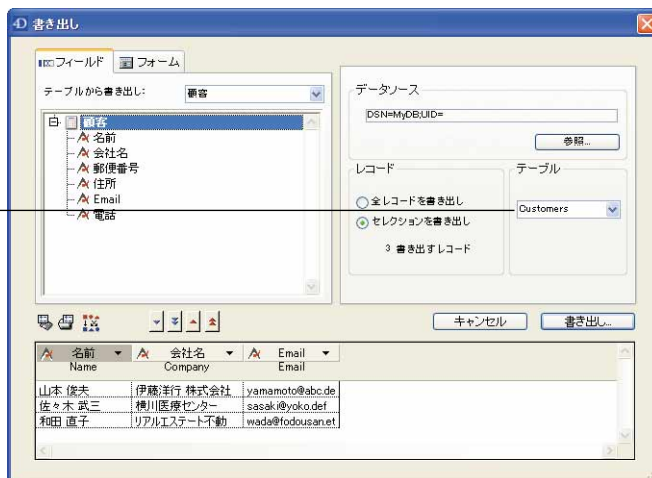 4D 書き出し
フィールド フォーム
テーブルから書き出し: 顧客
顧客
名前
会社名
郵便番号
住所
Email
電話
データソース
DSN=MyDB;UID=
参照...
レコード
全レコードを書き出し
セレクションを書き出し
3 書き出すレコード
テーブル
Customers
キャンセル 書き出し...
名前 会社名 Email
Name Company Email
山本 俊夫 伊藤洋行 株式会社 yamamoto@abc.de
佐々木 武三 横川医療センター sasaki@yoko.def
和田 直子 リアルエステート不動 wada@fodousan.et